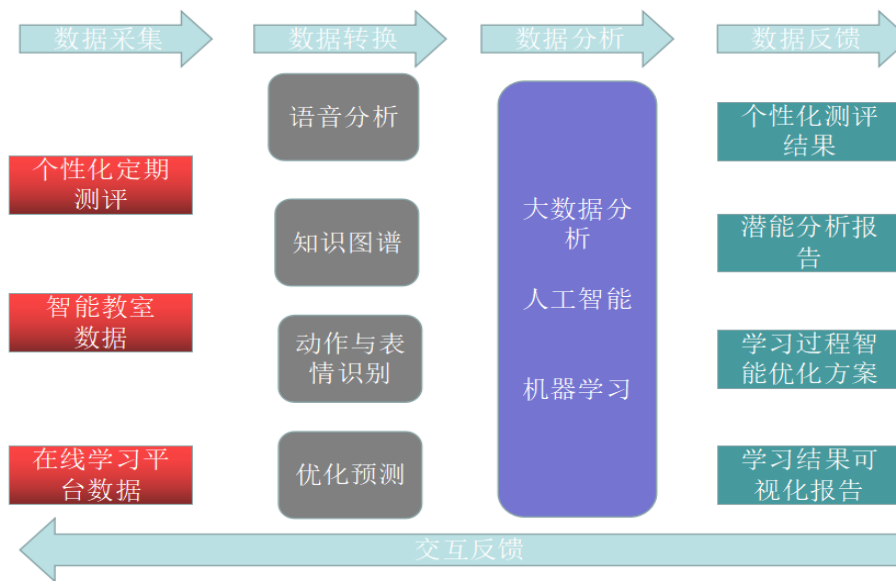 数据采集
数据转换
数据分析
数据反馈
个性化定期
测评
智能教室
数据
在线学习平
台数据
语音分析
知识图谱
动作与表
情识别
优化预测
大数据分
析
人工智能
机器学习
个性化测评
结果
潜能分析报
告
学习过程智
能优化方案
学习结果可
视化报告
交互反馈